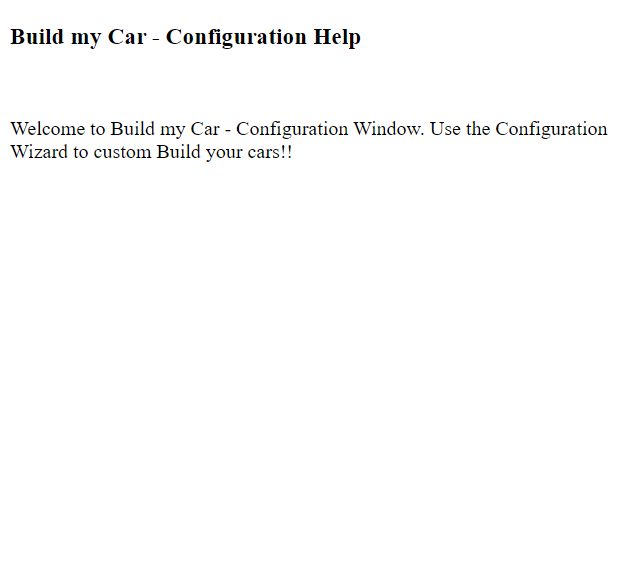 Build my Car - Configuration Help
Welcome to Build my Car - Configuration Window. Use the Configuration
Wizard to custom Build your cars!!